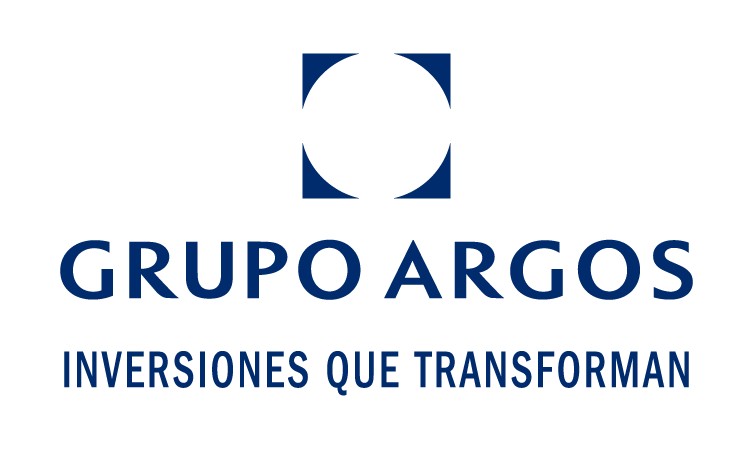 GRUPO ARGOS
INVERSIONES QUE TRANSFORMAN